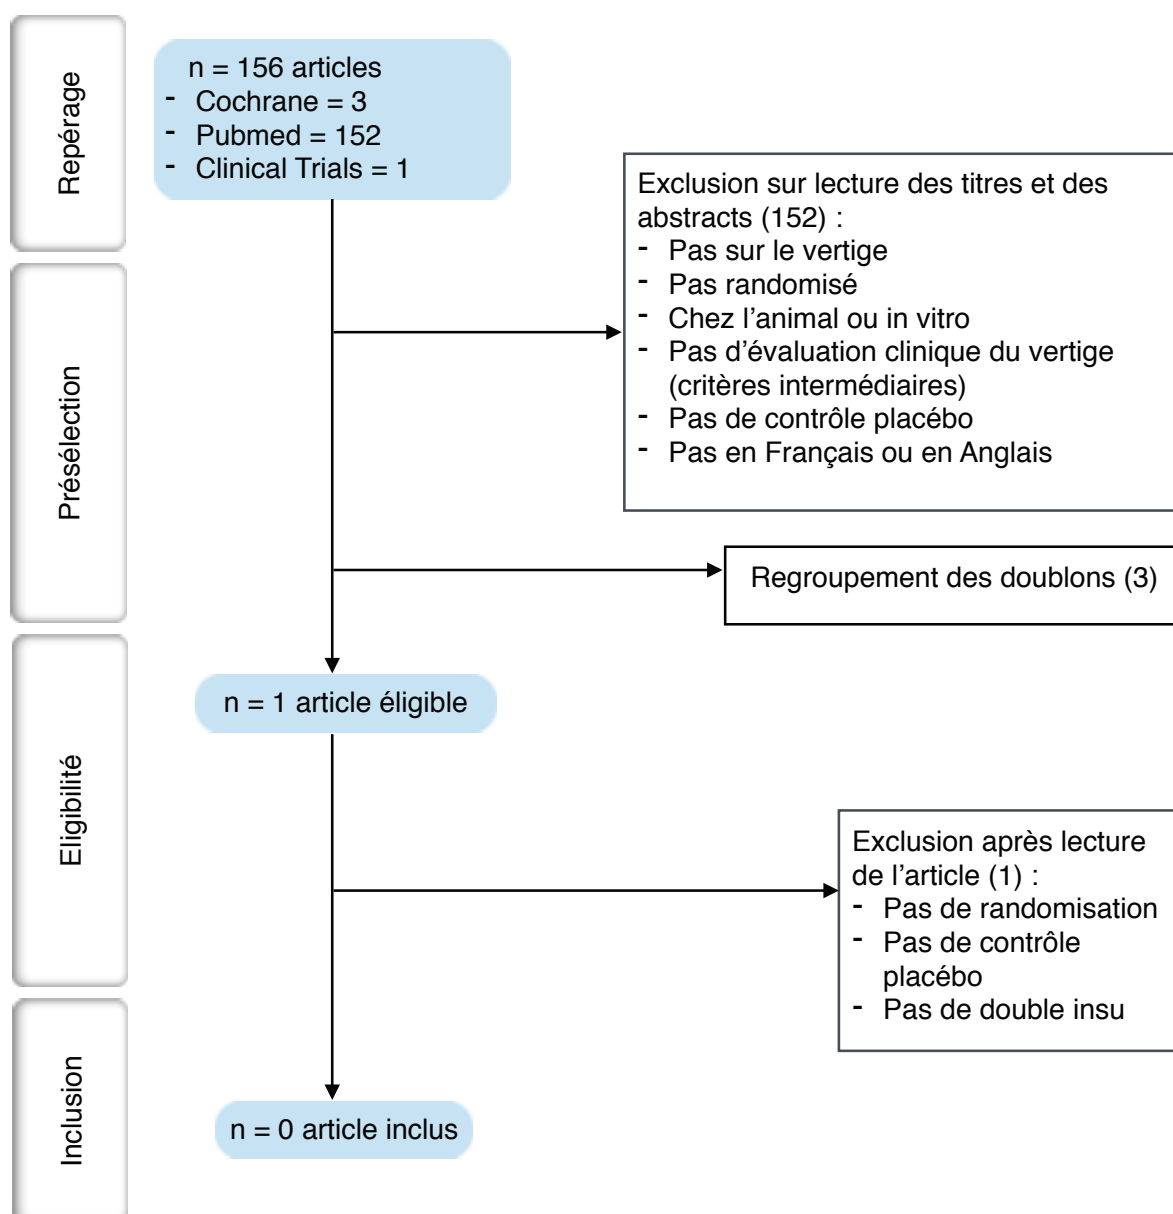 Repérage
n = 156 articles
- Cochrane = 3
- Pubmed = 152
- Clinical Trials = 1
Présélection
Exclusion sur lecture des titres et des
abstracts (152) :
- Pas sur le vertige
- Pas randomisé
- Chez l’animal ou in vitro
- Pas d’évaluation clinique du vertige
(critères intermédiaires)
- Pas de contrôle placébo
- Pas en Français ou en Anglais
Regroupement des doublons (3)
Eligibilité
n = 1 article éligible
Exclusion après lecture
de l’article (1) :
- Pas de randomisation
- Pas de contrôle
placébo
- Pas de double insu
Inclusion
n = 0 article inclus